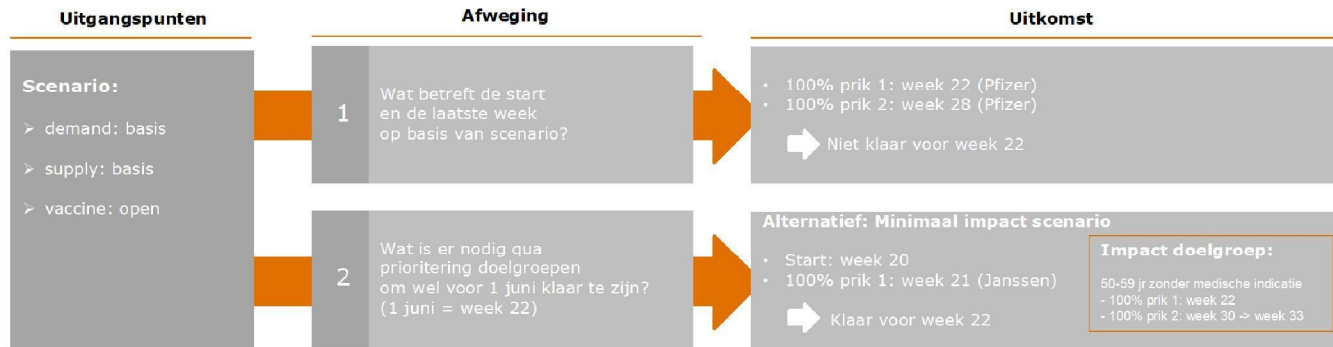 Uitgangspunten
Afweging
Uitkomst
Scenario:
➢ demand: basis
➢ supply: basis
➢ vaccine: open
1
Wat betreft de start
en de laatste week
op basis van scenario?
• 100% prik 1: week 22 (Pfizer)
• 100% prik 2: week 28 (Pfizer)
Niet klaar voor week 22
2
Wat is er nodig qua
prioritering doelgroepen
om wel voor 1 juni klaar te zijn?
(1 juni = week 22)
Alternatief: Minimaal impact scenario
• Start: week 20
• 100% prik 1: week 21 (Janssen)
Klaar voor week 22
Impact doelgroep:
50-59 jr zonder medische indicatie
- 100% prik 1: week 22
- 100% prik 2: week 30 -> week 33